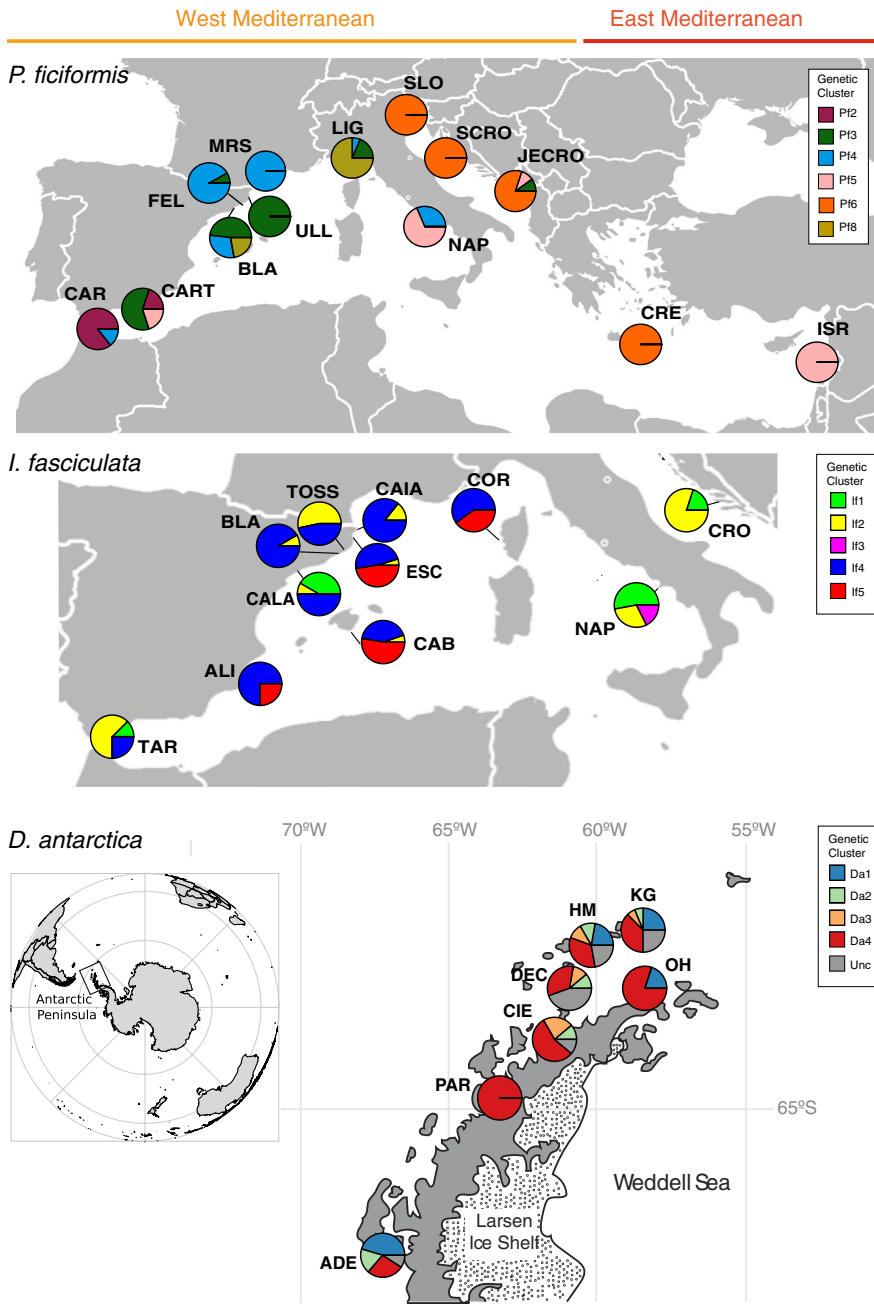 West Mediterranean
East Mediterranean
P. ficiformis
SLO
LIG
SCRO
MRS
JECRO
FEL
ULL
NAP
BLA
CART
CAR
CRE
ISR
Genetic
Cluster
Pf2
Pf3
Pf4
Pf5
Pf6
Pf8
I. fasciculata
COR
CAIA
TOSS
BLA
CRO
ESC
CALA
NAP
CAB
ALI
TAR
Genetic
Cluster
If1
If2
If3
If4
If5
D. antarctica
70ºW
65ºW
60ºW
55ºW
Antarctic
Peninsula
KG
HM
OH
DEC
CIE
PAR
65ºS
Weddell Sea
Larsen
Ice Shelf
ADE
Genetic
Cluster
Da1
Da2
Da3
Da4
Unc